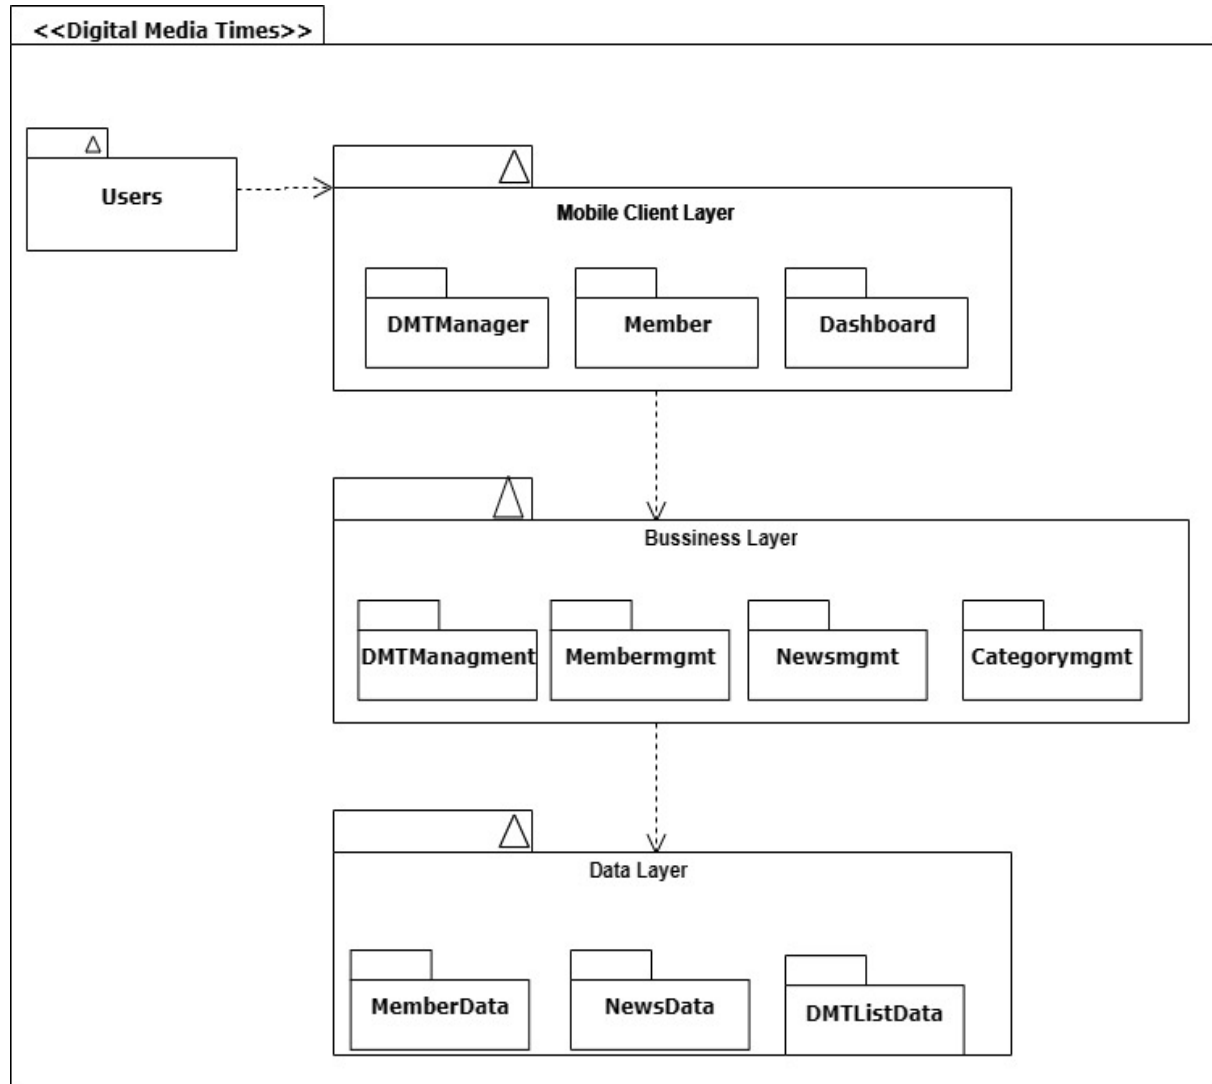 <<Digital Media Times>>
Users
Mobile Client Layer
DMTManager
Member
Dashboard
Bussiness Layer
DMTManagment
Membermgmt
Newsmgmt
Categorymgmt
Data Layer
MemberData
NewsData
DMTListData